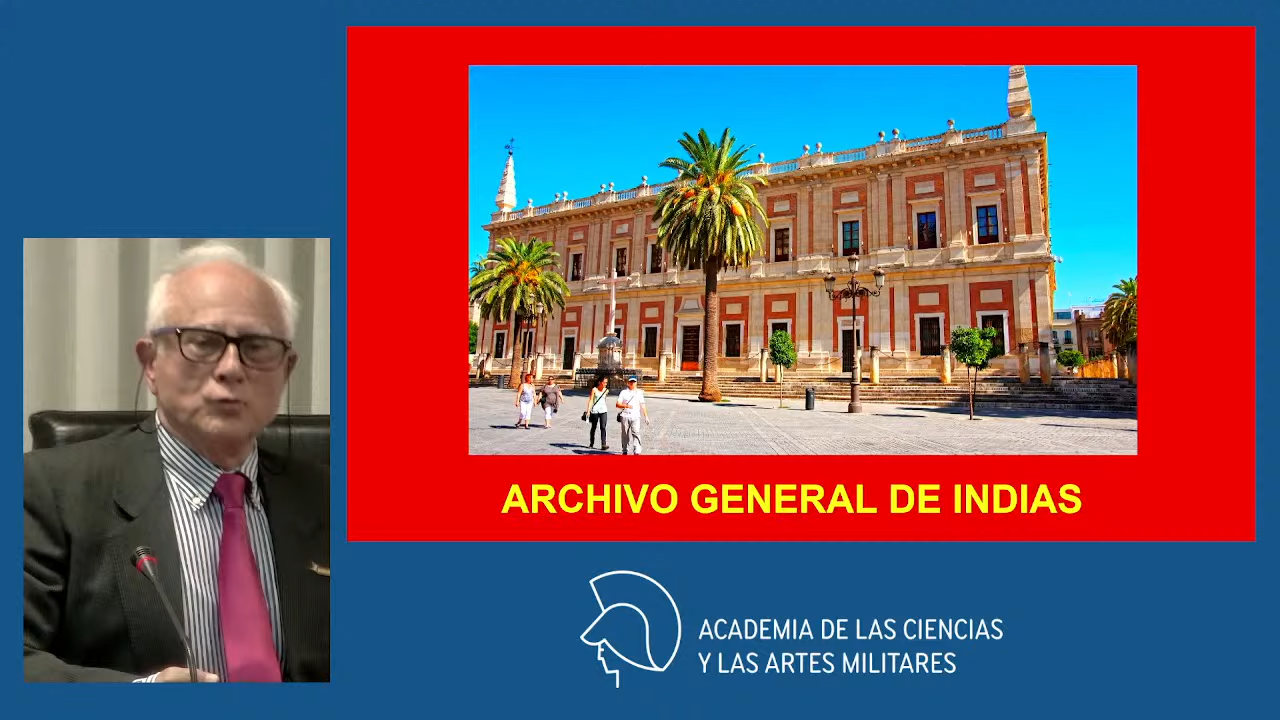 ARCHIVO GENERAL DE INDIAS
ACADEMIA DE LAS CIENCIAS
Y LAS ARTES MILITARES